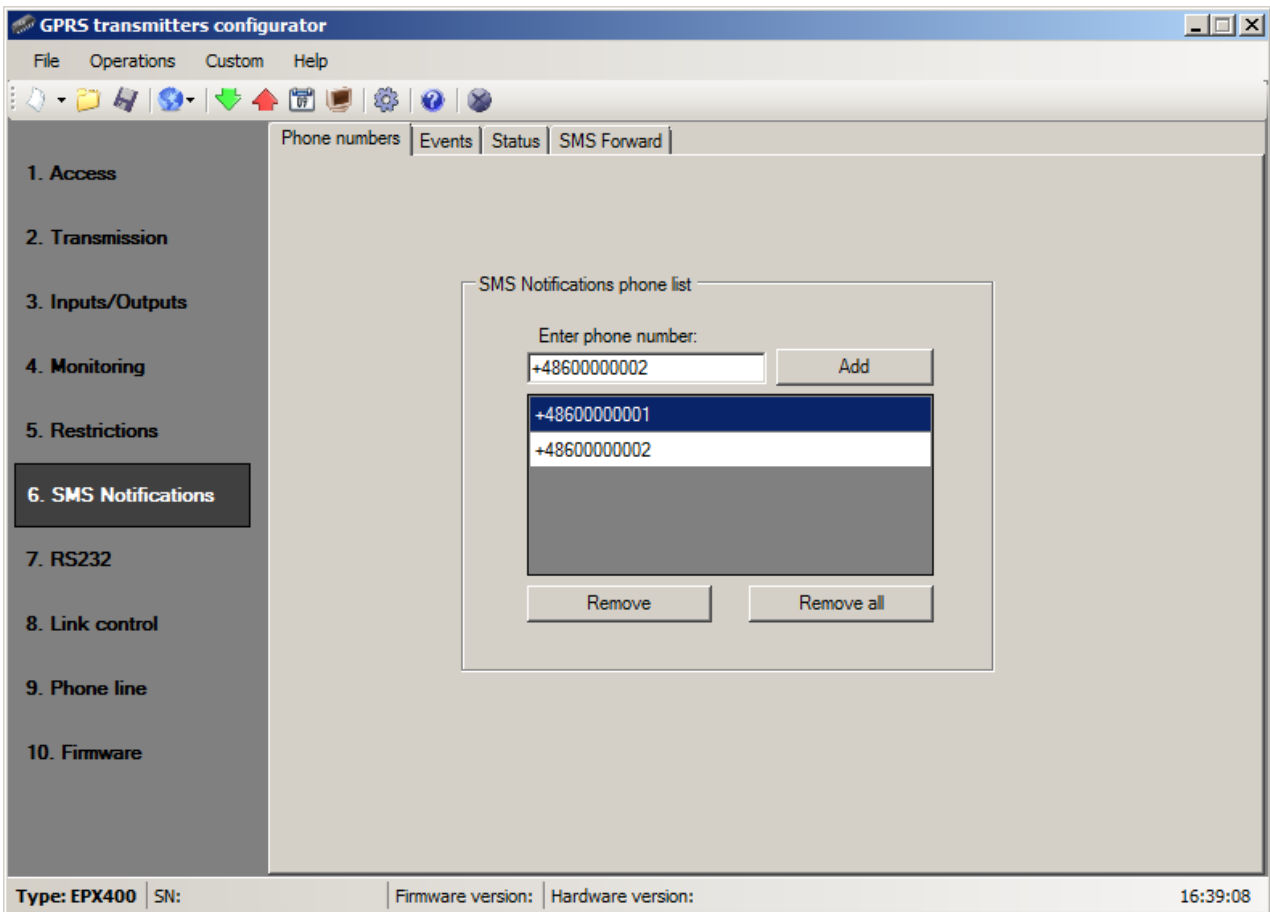 GPRS transmitters configurator
File Operations Custom Help
Phone numbers Events Status SMS Forward
1. Access
2. Transmission
3. Inputs/Outputs
4. Monitoring
5. Restrictions
6. SMS Notifications
7. RS232
8. Link control
9. Phone line
10. Firmware
SMS Notifications phone list
Enter phone number:
+48600000002 Add
+48600000001
+48600000002
Remove Remove all
Type: EPX400 SN: Firmware version: Hardware version: 16:39:08